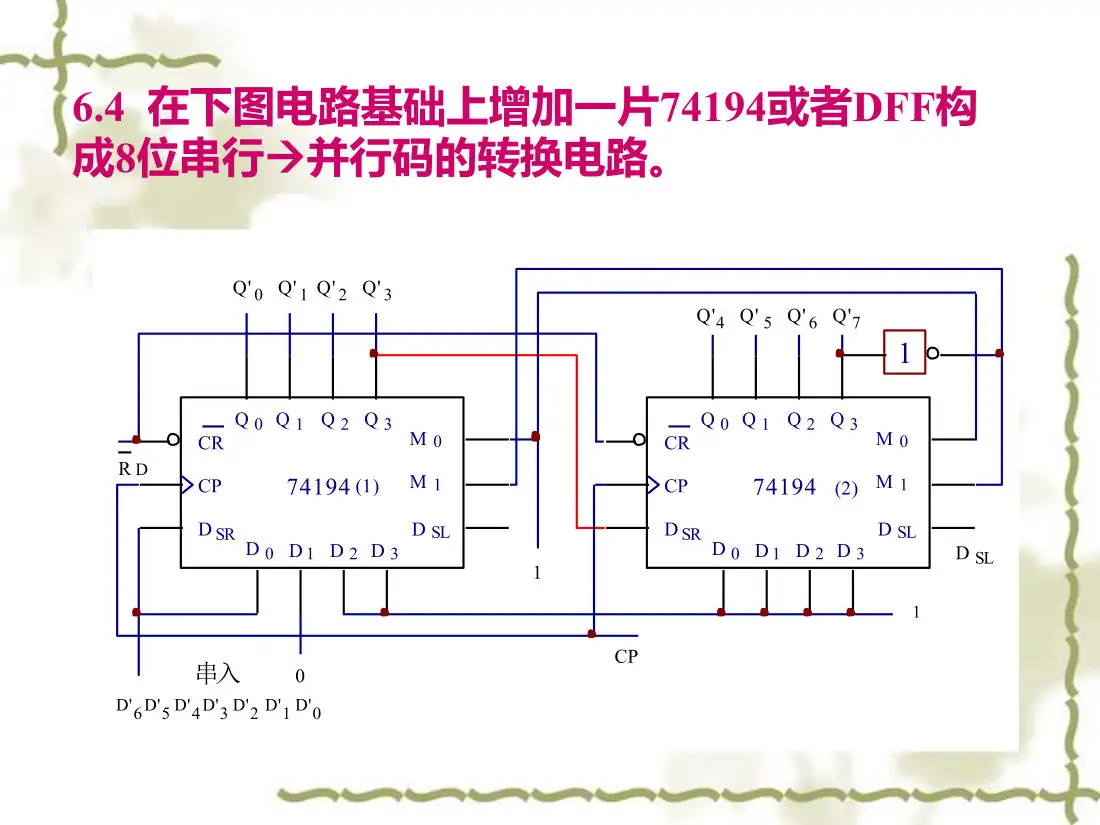 6.4 在下图电路基础上增加一片74194或者DFF构
成8位串行→并行码的转换电路。
Q'0 Q'1 Q'2 Q'3
Q'4 Q'5 Q'6 Q'7
1
Q0 Q1 Q2 Q3
CR
M0
RD
CP
74194 (1)
M1
DSR
DSL
D0 D1 D2 D3
Q0 Q1 Q2 Q3
CR
M0
CP
74194 (2)
M1
DSR
DSL
D0 D1 D2 D3
DSL
1
1
CP
串入
0
D'6 D'5 D'4 D'3 D'2 D'1 D'0